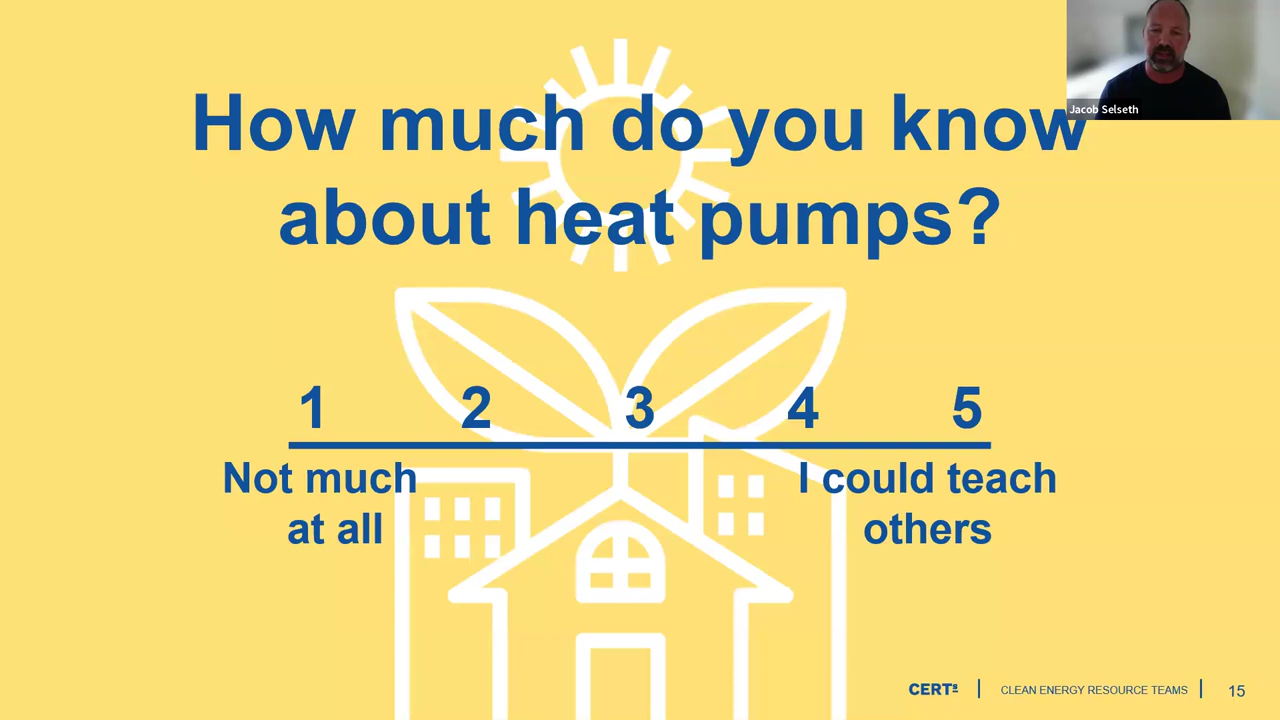 Jacob Selseth
How much do you know
about heat pumps?
1 2 3 4 5
Not much
at all
I could teach
others
CERTs | CLEAN ENERGY RESOURCE TEAMS | 15